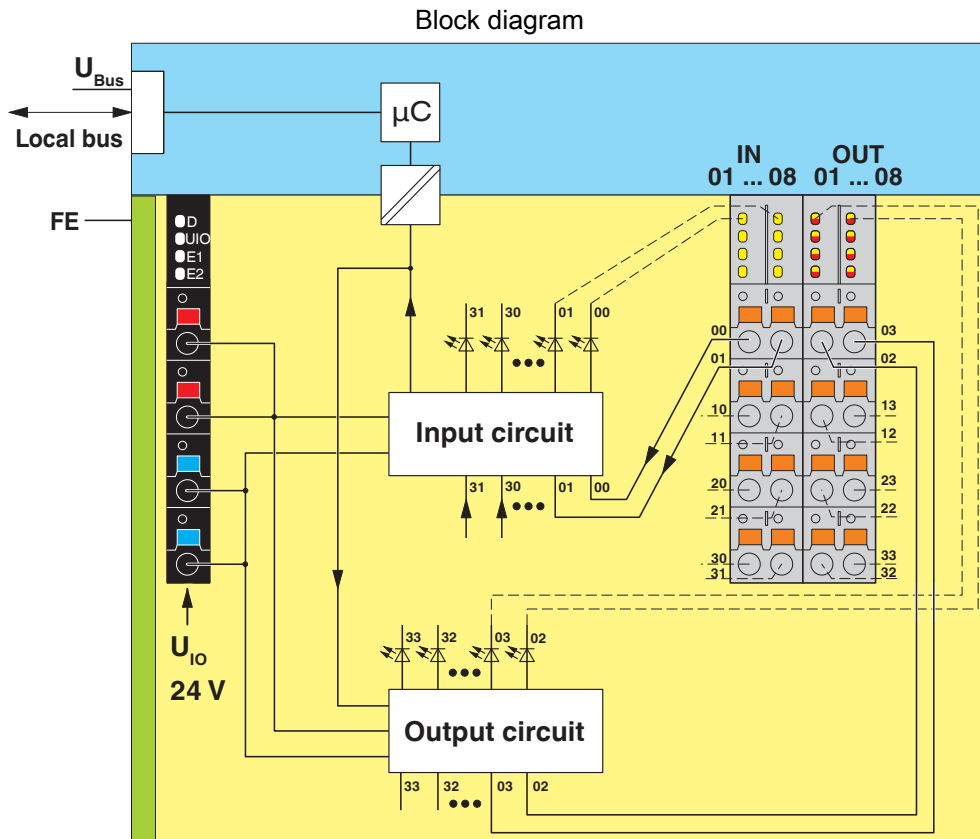 Block diagram
U Bus
Local bus
µC
IN
01 ... 08
OUT
01 ... 08
FE
D
UIO
E1
E2
31 30 01 00
Input circuit
31 30 01 00
00 03
01 02
10 13
11 12
20 23
21 22
30 33
31 32
U IO
24 V
33 32 03 02
Output circuit
33 32 03 02